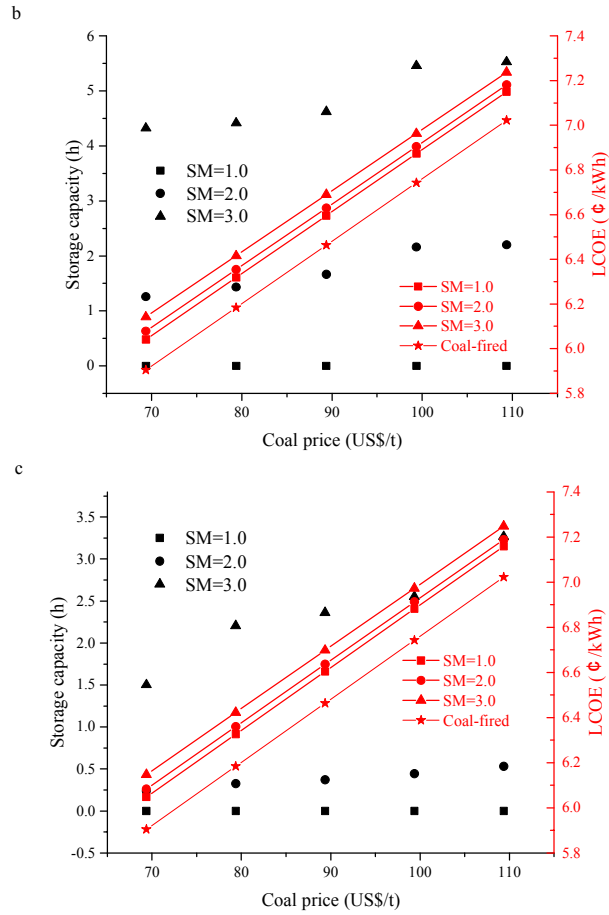 b
6
5
4
3
2
1
0
Storage capacity (h)
SM=1.0
SM=2.0
SM=3.0
SM=1.0
SM=2.0
SM=3.0
Coal-fired
7.4
7.2
7.0
6.8
6.6
6.4
6.2
6.0
5.8
LCOE (¢/kWh)
70 80 90 100 110
Coal price (US$/t)
c
3.5
3.0
2.5
2.0
1.5
1.0
0.5
0.0
-0.5
Storage capacity (h)
SM=1.0
SM=2.0
SM=3.0
SM=1.0
SM=2.0
SM=3.0
Coal-fired
7.4
7.2
7.0
6.8
6.6
6.4
6.2
6.0
5.8
LCOE (¢/kWh)
70 80 90 100 110
Coal price (US$/t)